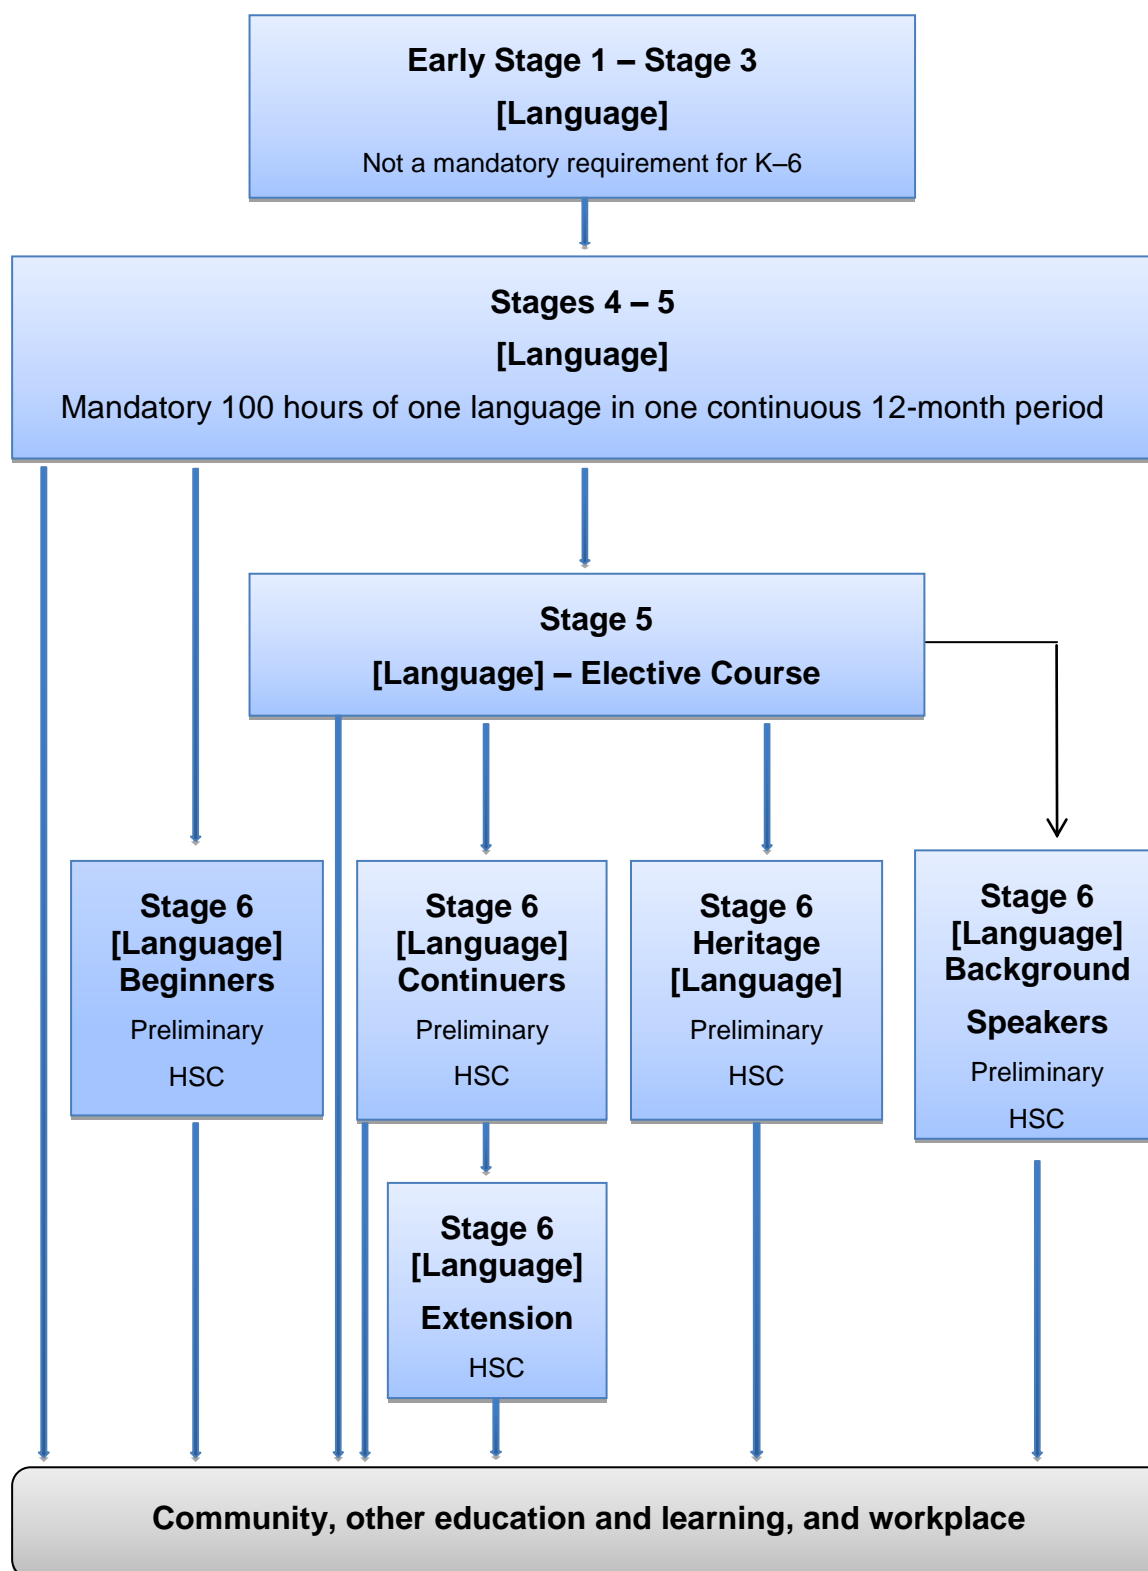 Early Stage 1 – Stage 3
[Language]
Not a mandatory requirement for K–6
Stages 4 – 5
[Language]
Mandatory 100 hours of one language in one continuous 12-month period
Stage 5
[Language] – Elective Course
Stage 6
[Language]
Beginners
Preliminary
HSC
Stage 6
[Language]
Continuers
Preliminary
HSC
Stage 6
Heritage
[Language]
Preliminary
HSC
Stage 6
[Language]
Background
Speakers
Preliminary
HSC
Stage 6
[Language]
Extension
HSC
Community, other education and learning, and workplace